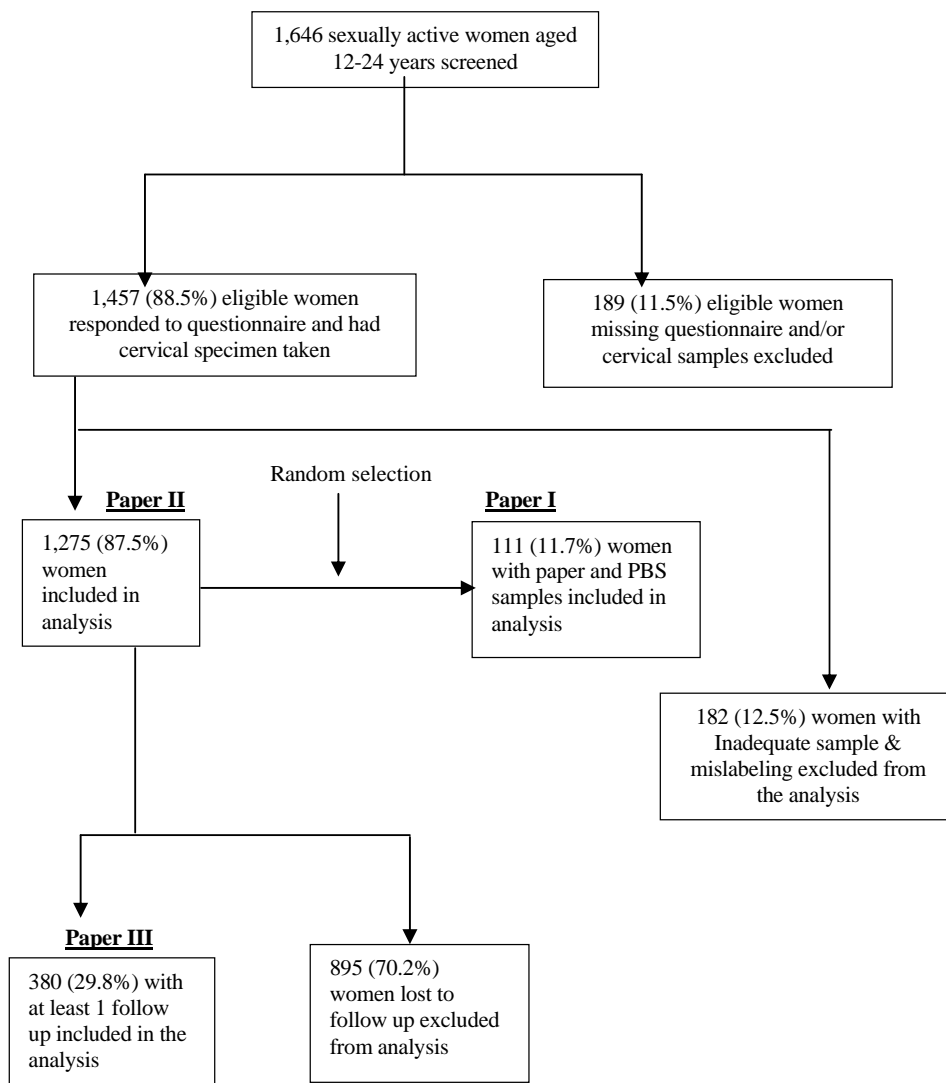 1,646 sexually active women aged
12-24 years screened
1,457 (88.5%) eligible women
responded to questionnaire and had
cervical specimen taken
189 (11.5%) eligible women
missing questionnaire and/or
cervical samples excluded
Random selection
Paper II
1,275 (87.5%)
women
included in
analysis
Paper I
111 (11.7%) women
with paper and PBS
samples included in
analysis
182 (12.5%) women with
Inadequate sample &
mislabeling excluded from
the analysis
Paper III
380 (29.8%) with
at least 1 follow
up included in the
analysis
895 (70.2%)
women lost to
follow up excluded
from analysis